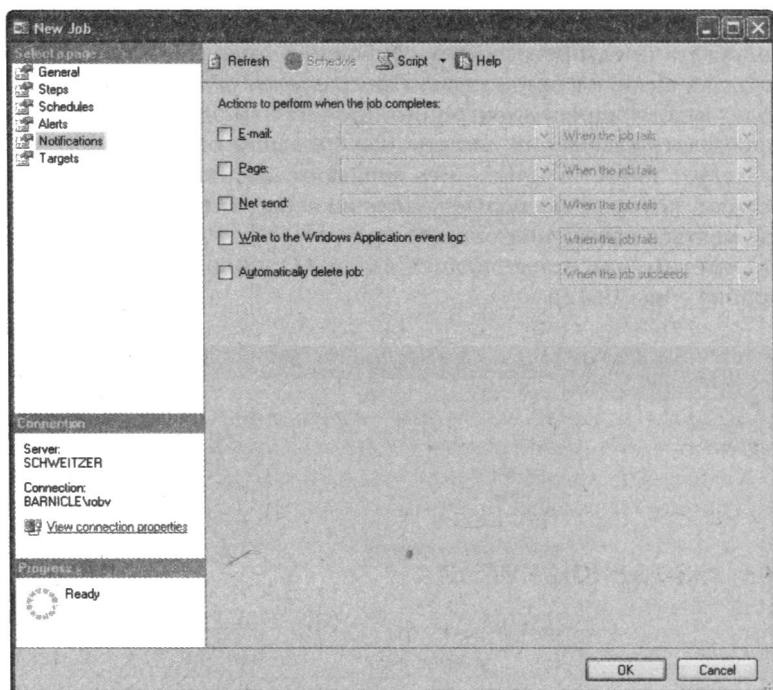 New Job
Select a page
General
Steps
Schedules
Alerts
Notifications
Targets
Refresh Schedule Script Help
Actions to perform when the job completes:
E-mail: When the job fails
Page: When the job fails
Net send: When the job fails
Write to the Windows Application event log: When the job fails
Automatically delete job: When the job succeeds
Connection
Server:
SCHWEITZER
Connection:
BARNICLE\robv
View connection properties
Progress
Ready
OK Cancel